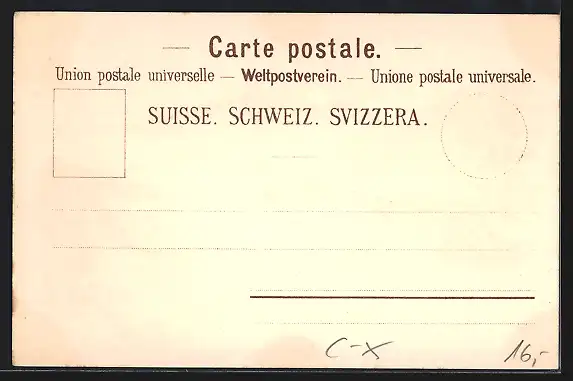 — Carte postale. —
Union postale universelle — Weltpostverein. — Unione postale universale.
SUISSE. SCHWEIZ. SVIZZERA.
C-X
16,-